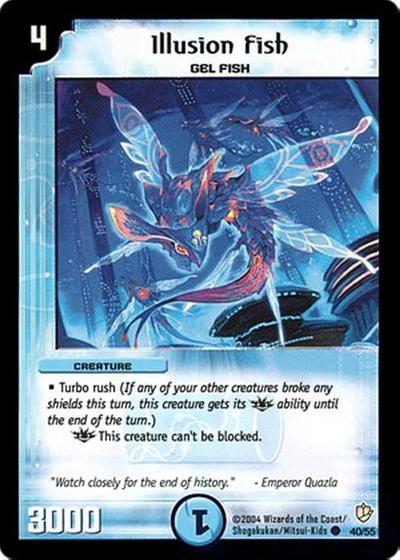 4
Illusion Fish
GEL FISH
CREATURE
▪ Turbo rush (If any of your other creatures broke any
shields this turn, this creature gets its ability until
the end of the turn.)
This creature can't be blocked.
"Watch closely for the end of history." - Emperor Quazla
3000
1
©2004 Wizards of the Coast/
Shogakukan/Mitsui-Kids ● 40/55